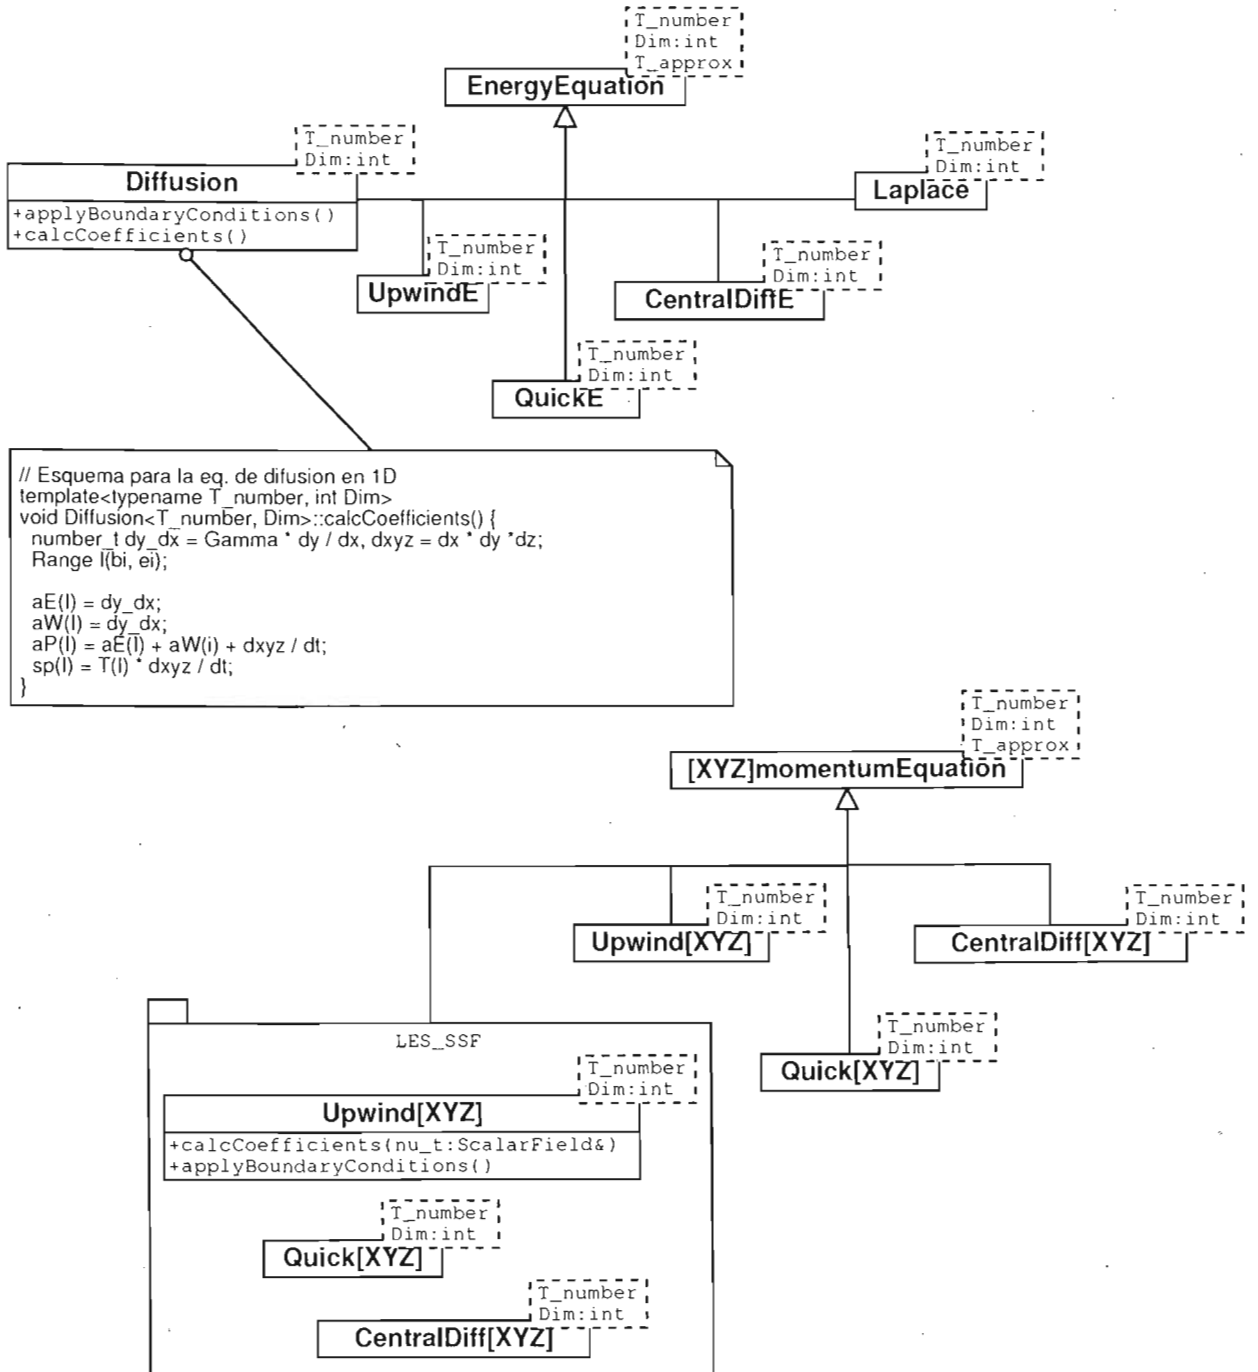 T_number
Dim:int
T_approx
EnergyEquation
T_number
Dim:int
Diffusion
+applyBoundaryConditions()
+calcCoefficients()
T_number
Dim:int
Laplace
T_number
Dim:int
UpwindE
T_number
Dim:int
CentralDiffE
T_number
Dim:int
QuickE
// Esquema para la eq. de difusion en 1D
template<typename T_number, int Dim>
void Diffusion<T_number, Dim>::calcCoefficients() {
number_t dy_dx = Gamma * dy / dx, dxyz = dx * dy *dz;
Range I(bi, ei);
aE(I) = dy_dx;
aW(I) = dy_dx;
aP(I) = aE(I) + aW(i) + dxyz / dt;
sp(I) = T(I) * dxyz / dt;
}
T_number
Dim:int
T_approx
[XYZ]momentumEquation
T_number
Dim:int
Upwind[XYZ]
T_number
Dim:int
CentralDiff[XYZ]
T_number
Dim:int
Quick[XYZ]
LES_SSF
T_number
Dim:int
Upwind[XYZ]
+calcCoefficients(nu_t:ScalarField&)
+applyBoundaryConditions()
T_number
Dim:int
Quick[XYZ]
T_number
Dim:int
CentralDiff[XYZ]